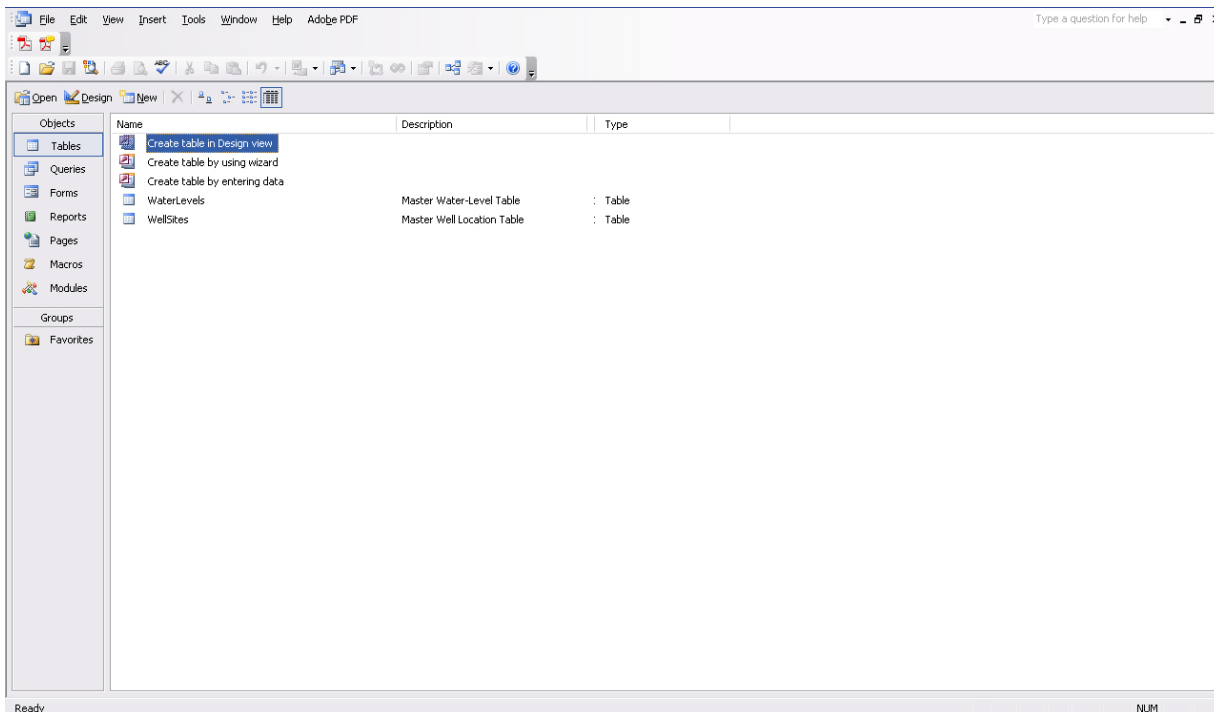 File Edit View Insert Tools Window Help Adobe PDF Type a question for help
Open Design New
Objects Name Description Type
Tables Create table in Design view
Queries Create table by using wizard
Forms Create table by entering data
Reports WaterLevels Master Water-Level Table : Table
Pages WellSites Master Well Location Table : Table
Macros
Modules
Groups
Favorites
Ready NUM